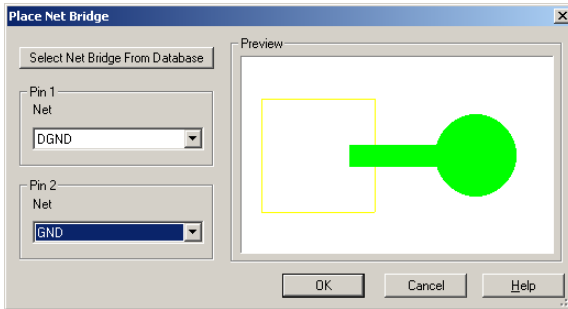 Place Net Bridge
Select Net Bridge From Database
Preview
Pin 1
Net
DGND
Pin 2
Net
GND
OK
Cancel
Help